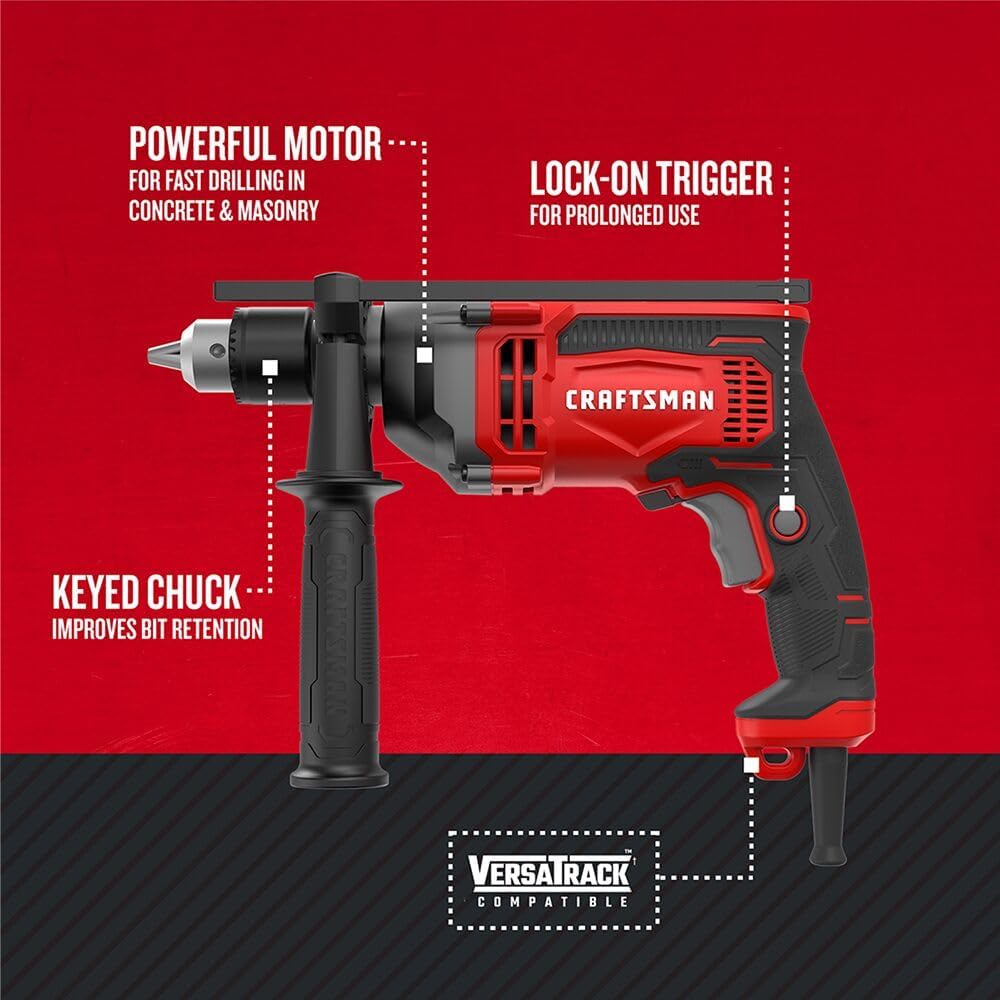 POWERFUL MOTOR
FOR FAST DRILLING IN
CONCRETE & MASONRY
LOCK-ON TRIGGER
FOR PROLONGED USE
CRAFTSMAN
CRAFTSMAN
KEYED CHUCK
IMPROVES BIT RETENTION
VERSATRACK™†
COMPATIBLE